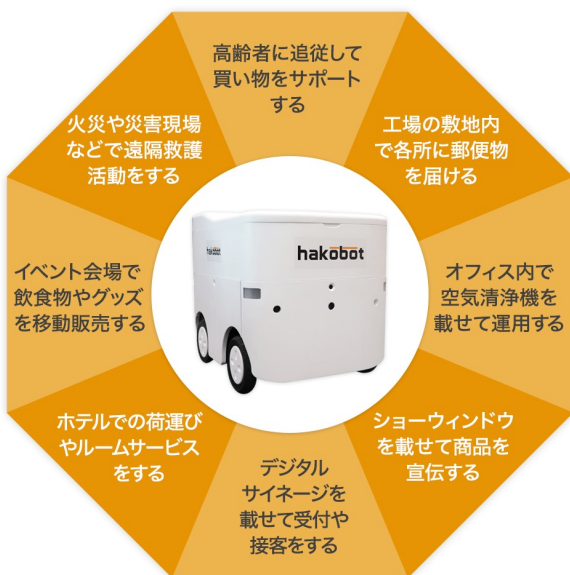 高齢者に追従して
買い物をサポート
する
工場の敷地内
で各所に郵便物
を届ける
オフィス内で
空気清浄機を
載せて運用する
ショーウィンドウ
を載せて商品を
宣伝する
デジタル
サイネージを
載せて受付や
接客をする
ホテルでの荷運び
やルームサービス
をする
イベント会場で
飲食物やグッズ
を移動販売する
火災や災害現場
などで遠隔救護
活動をする
hakobot
hakobot